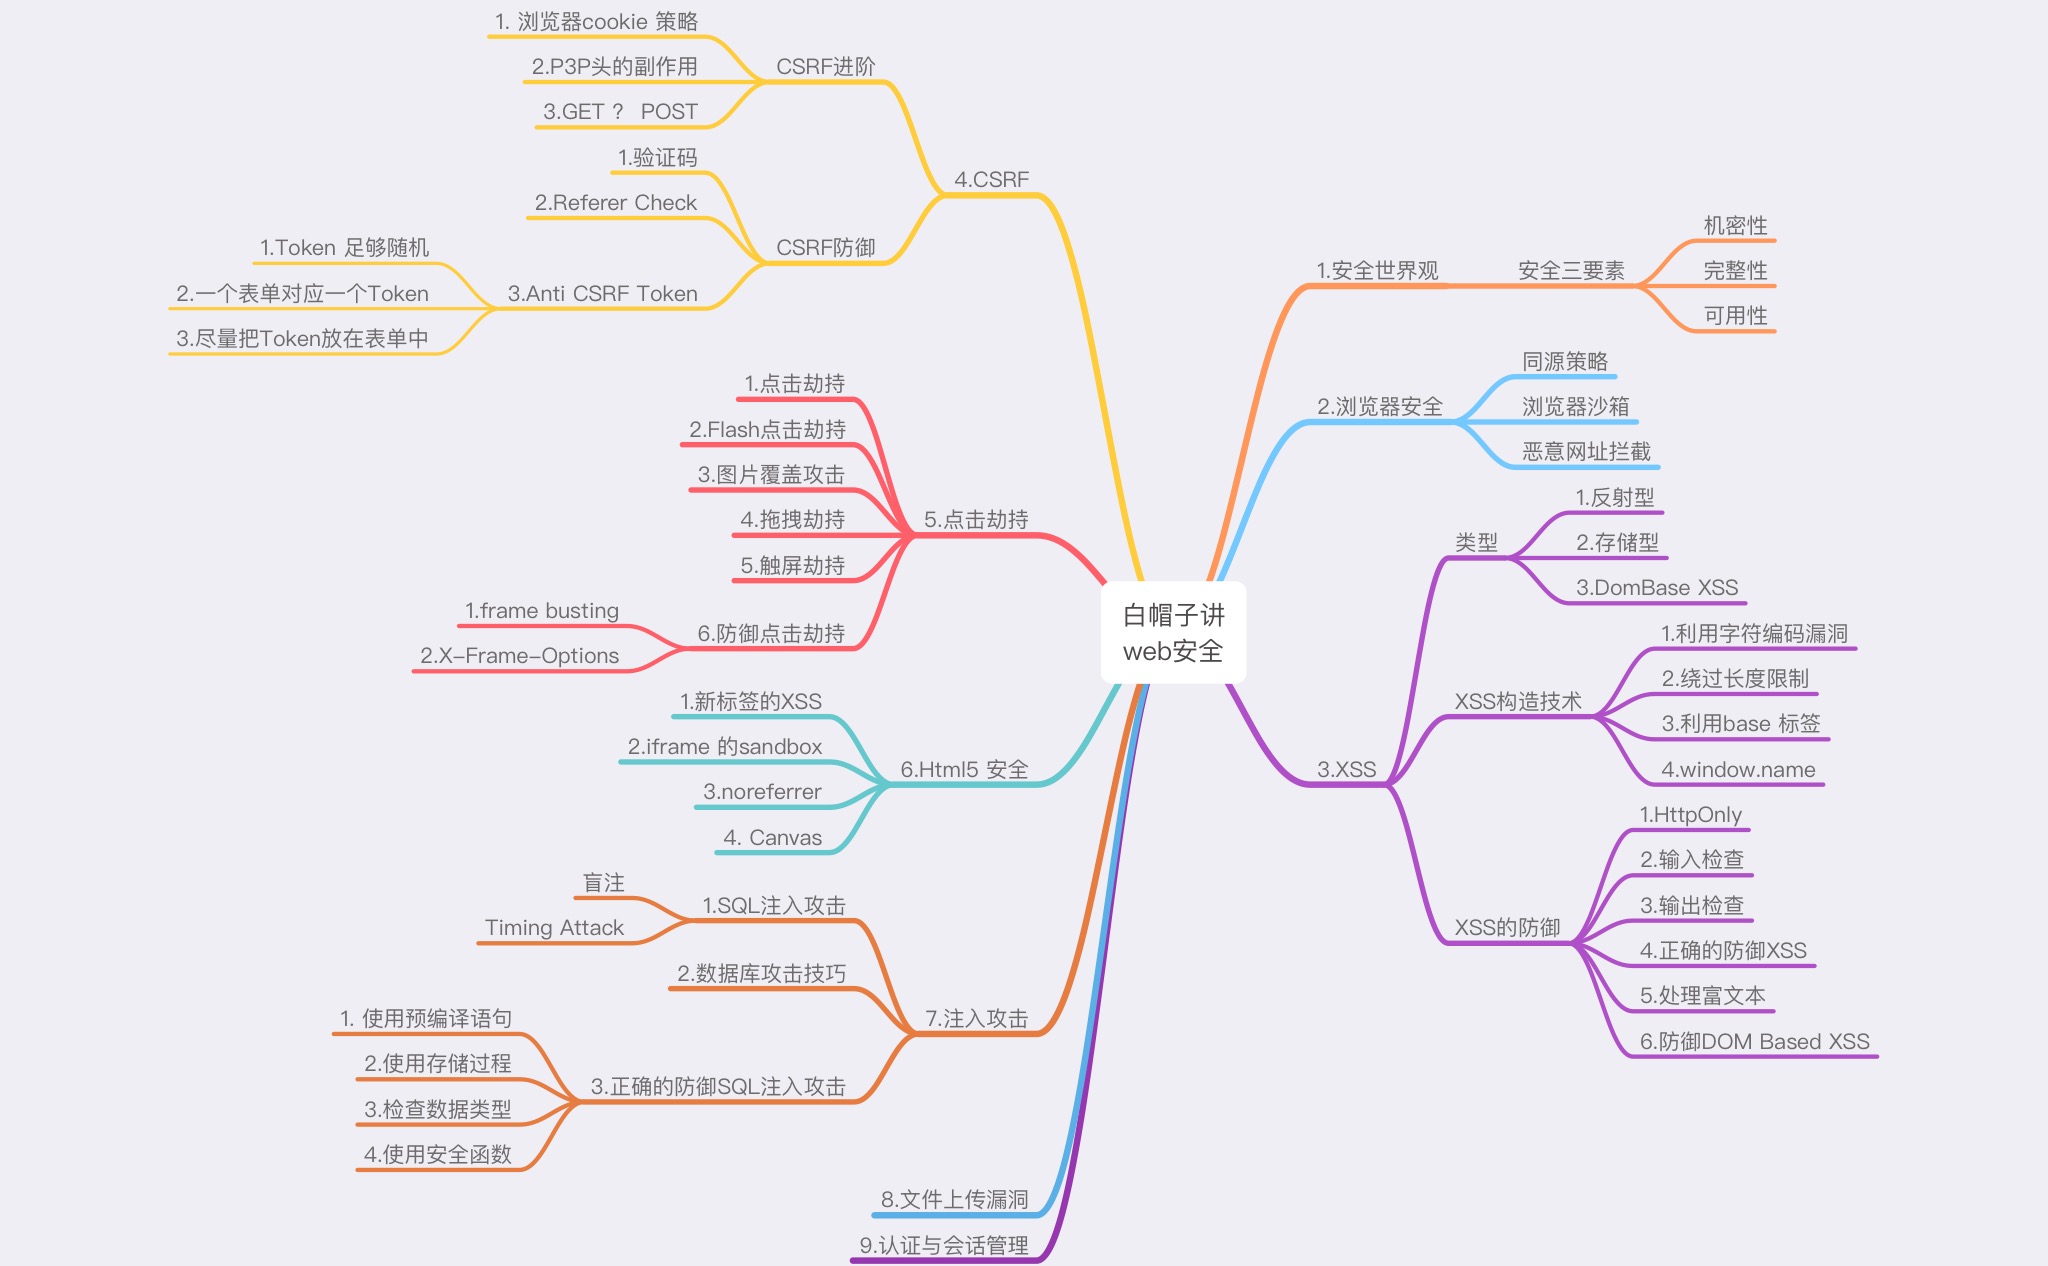 白帽子讲
web安全
1.安全世界观
安全三要素
机密性
完整性
可用性
2.浏览器安全
同源策略
浏览器沙箱
恶意网址拦截
3.XSS
类型
1.反射型
2.存储型
3.DomBase XSS
XSS构造技术
1.利用字符编码漏洞
2.绕过长度限制
3.利用base 标签
4.window.name
XSS的防御
1.HttpOnly
2.输入检查
3.输出检查
4.正确的防御XSS
5.处理富文本
6.防御DOM Based XSS
4.CSRF
CSRF进阶
1. 浏览器cookie 策略
2.P3P头的副作用
3.GET ？ POST
CSRF防御
1.验证码
2.Referer Check
3.Anti CSRF Token
1.Token 足够随机
2.一个表单对应一个Token
3.尽量把Token放在表单中
5.点击劫持
1.点击劫持
2.Flash点击劫持
3.图片覆盖攻击
4.拖拽劫持
5.触屏劫持
6.防御点击劫持
1.frame busting
2.X-Frame-Options
6.Html5 安全
1.新标签的XSS
2.iframe 的sandbox
3.noreferrer
4. Canvas
7.注入攻击
1.SQL注入攻击
盲注
Timing Attack
2.数据库攻击技巧
3.正确的防御SQL注入攻击
1. 使用预编译语句
2.使用存储过程
3.检查数据类型
4.使用安全函数
8.文件上传漏洞
9.认证与会话管理